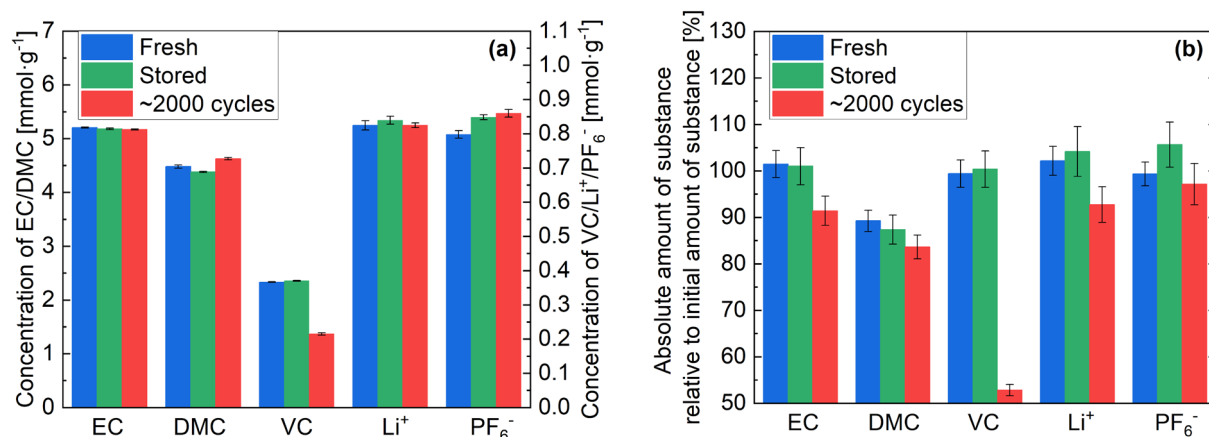 (a)
Fresh
Stored
~2000 cycles
Concentration of EC/DMC [mmol·g⁻¹]
7
6
5
4
3
2
1
0
Concentration of VC/Li⁺/PF₆⁻ [mmol·g⁻¹]
1.1
1.0
0.9
0.8
0.7
0.6
0.5
0.4
0.3
0.2
0.1
0.0
EC DMC VC Li⁺ PF₆⁻
(b)
Fresh
Stored
~2000 cycles
Absolute amount of substance
relative to initial amount of substance [%]
130
120
110
100
90
80
70
60
50
EC DMC VC Li⁺ PF₆⁻